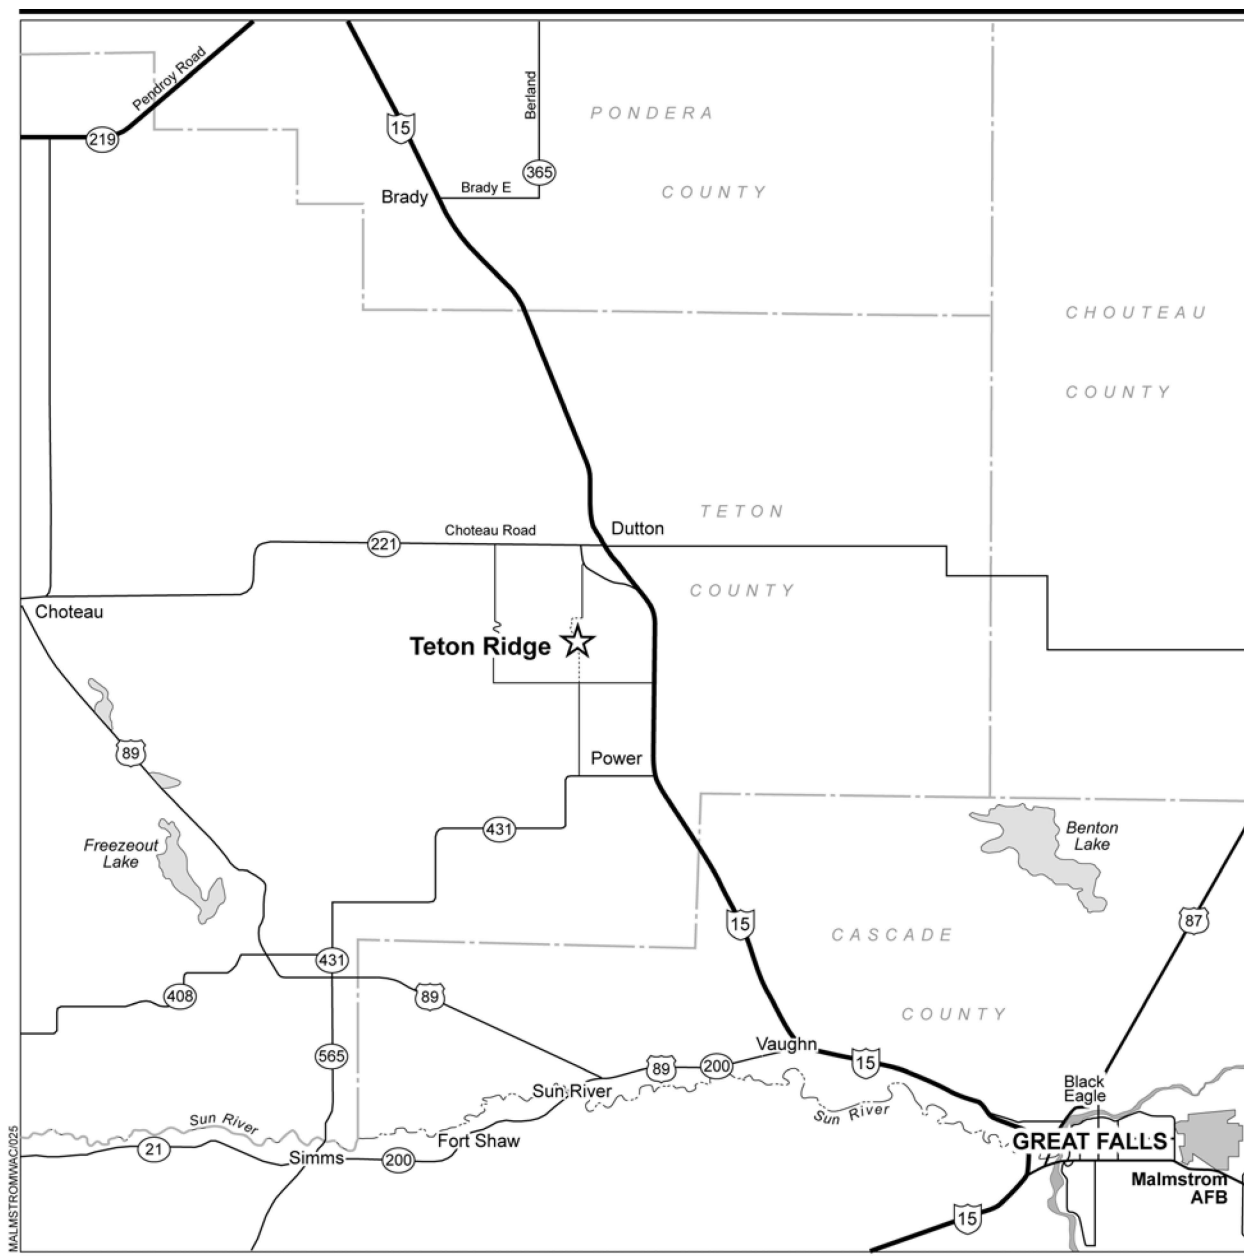 Pendroy Road
219
15
Berland
PONDERA
365
Brady E
Brady
COUNTY
CHOUTEAU
COUNTY
TETON
Choteau Road
Dutton
221
COUNTY
Choteau
Teton Ridge
89
Power
431
Freezeout
Lake
Benton
Lake
15
87
CASCADE
431
408
89
COUNTY
565
Vaughn
15
89
200
Sun River
Black
Eagle
Sun River
Sun River
Fort Shaw
GREAT FALLS
21
Simms
200
Malmstrom
AFB
15
MALMSTROMWAC/025